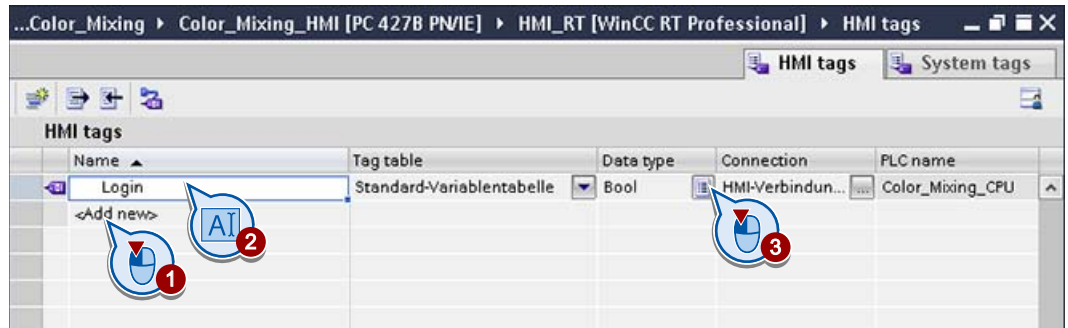 ...Color_Mixing ▸ Color_Mixing_HMI [PC 427B PN/IE] ▸ HMI_RT [WinCC RT Professional] ▸ HMI tags
HMI tags System tags
HMI tags
Name Tag table Data type Connection PLC name
Login Standard-Variablentabelle Bool HMI-Verbindun... ... Color_Mixing_CPU
<Add new>
AI 2
1
3